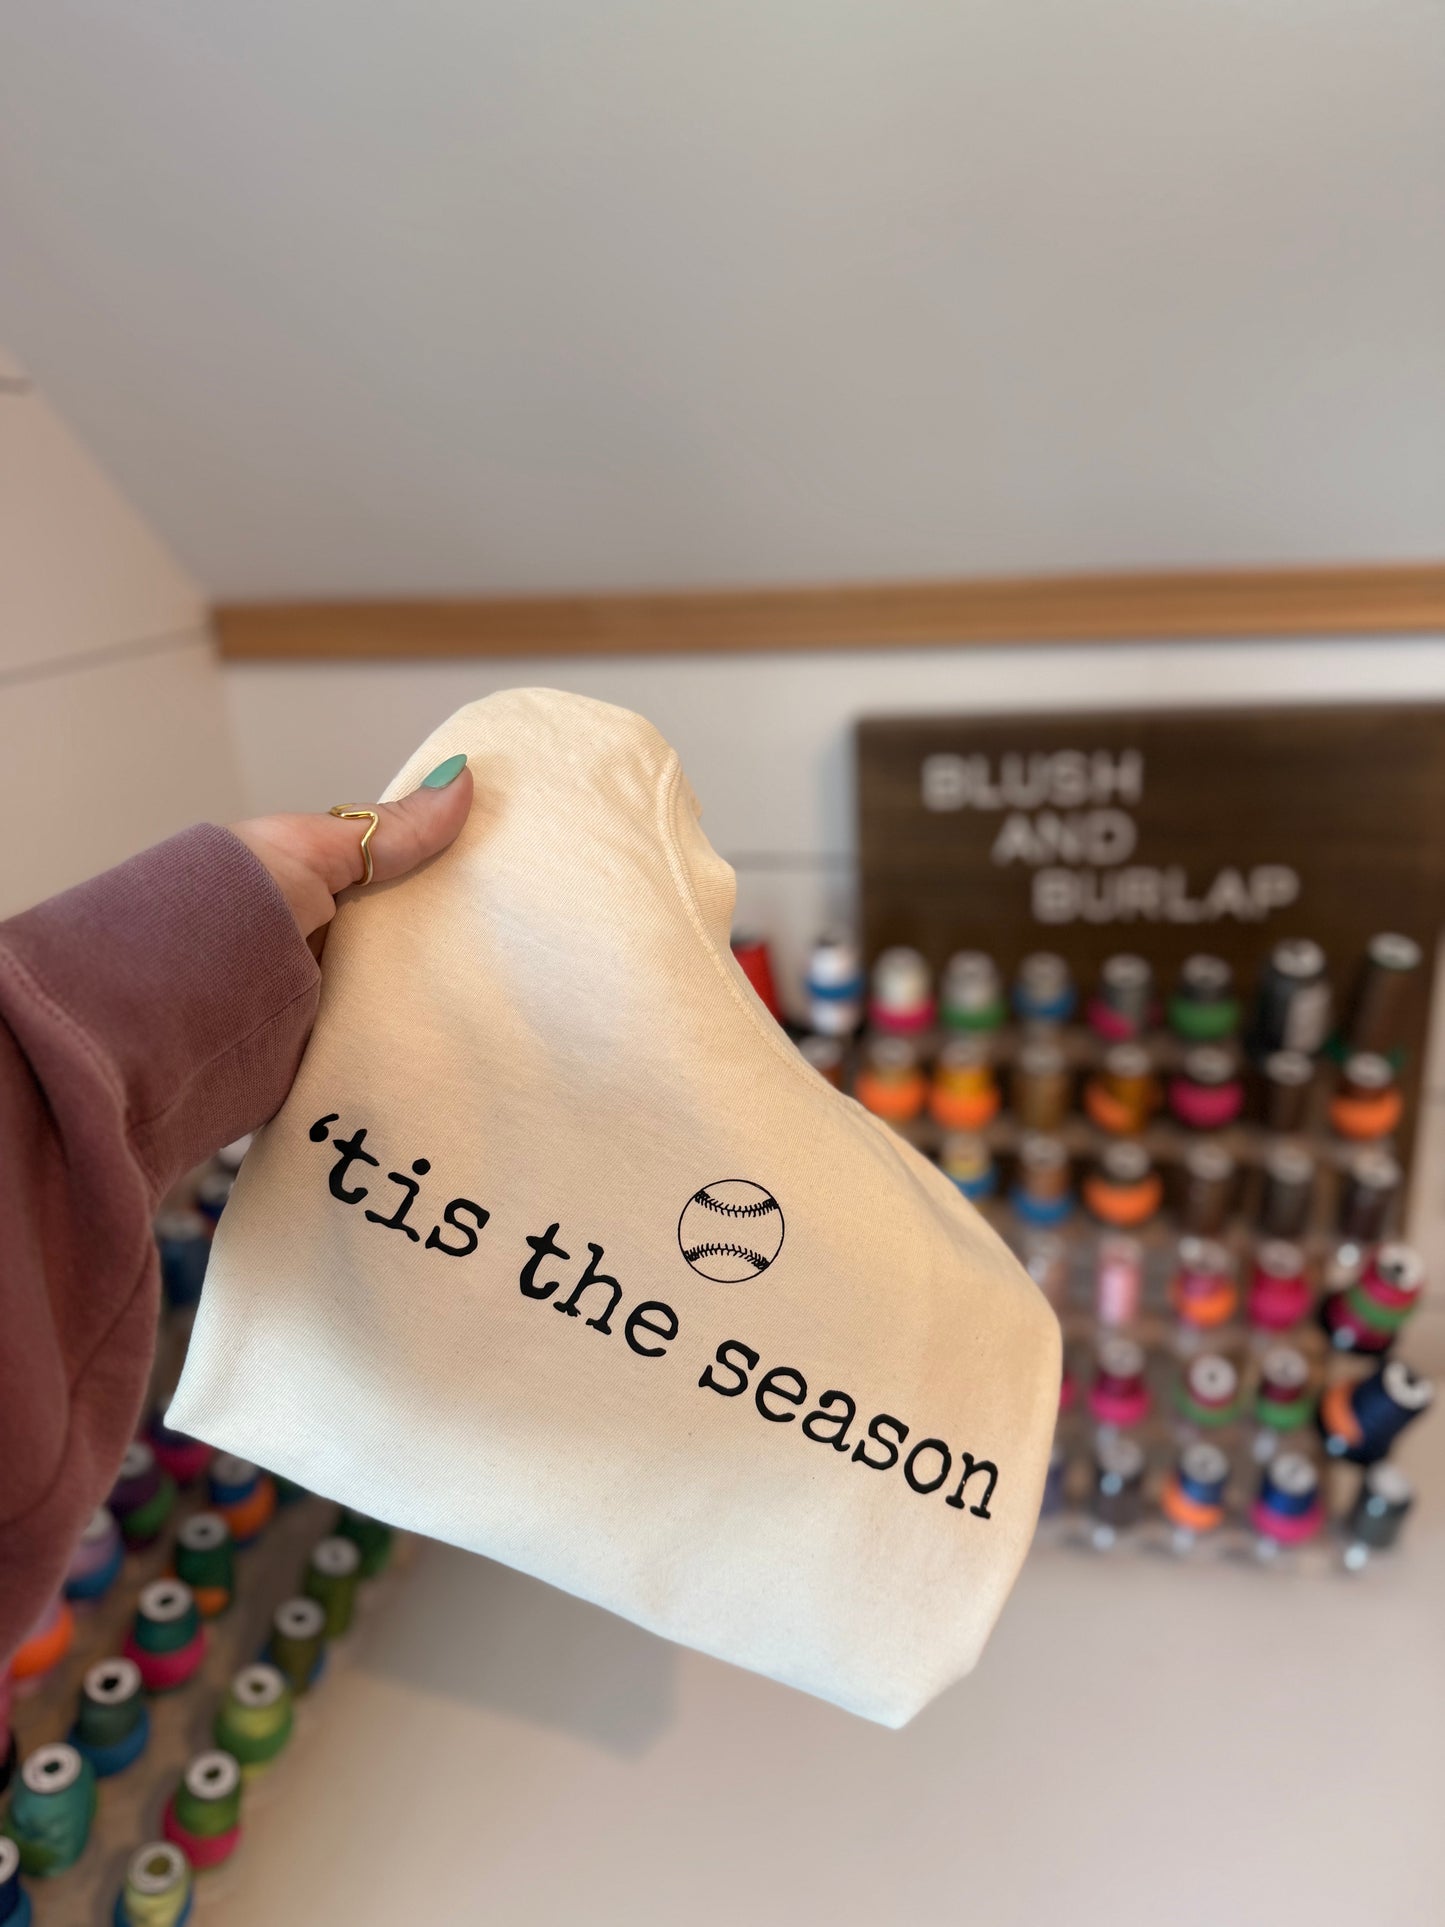 BLUSH
AND
BURLAP
‘tis the season